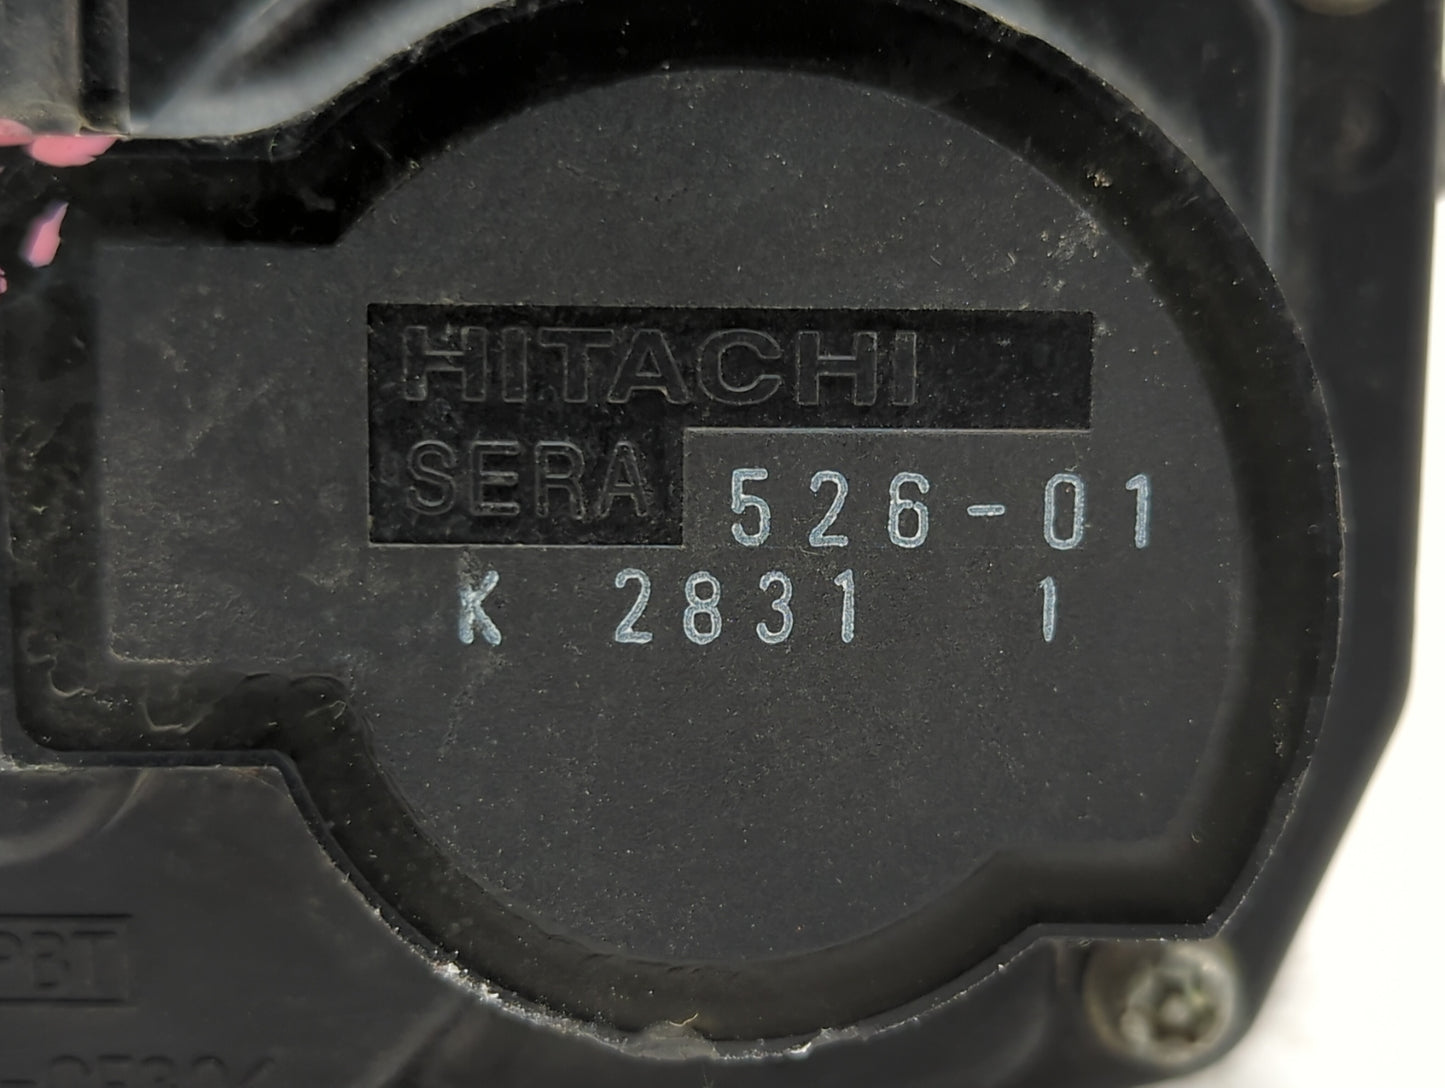 HITACHI
SERA 526-01
K 2831 1
PBT